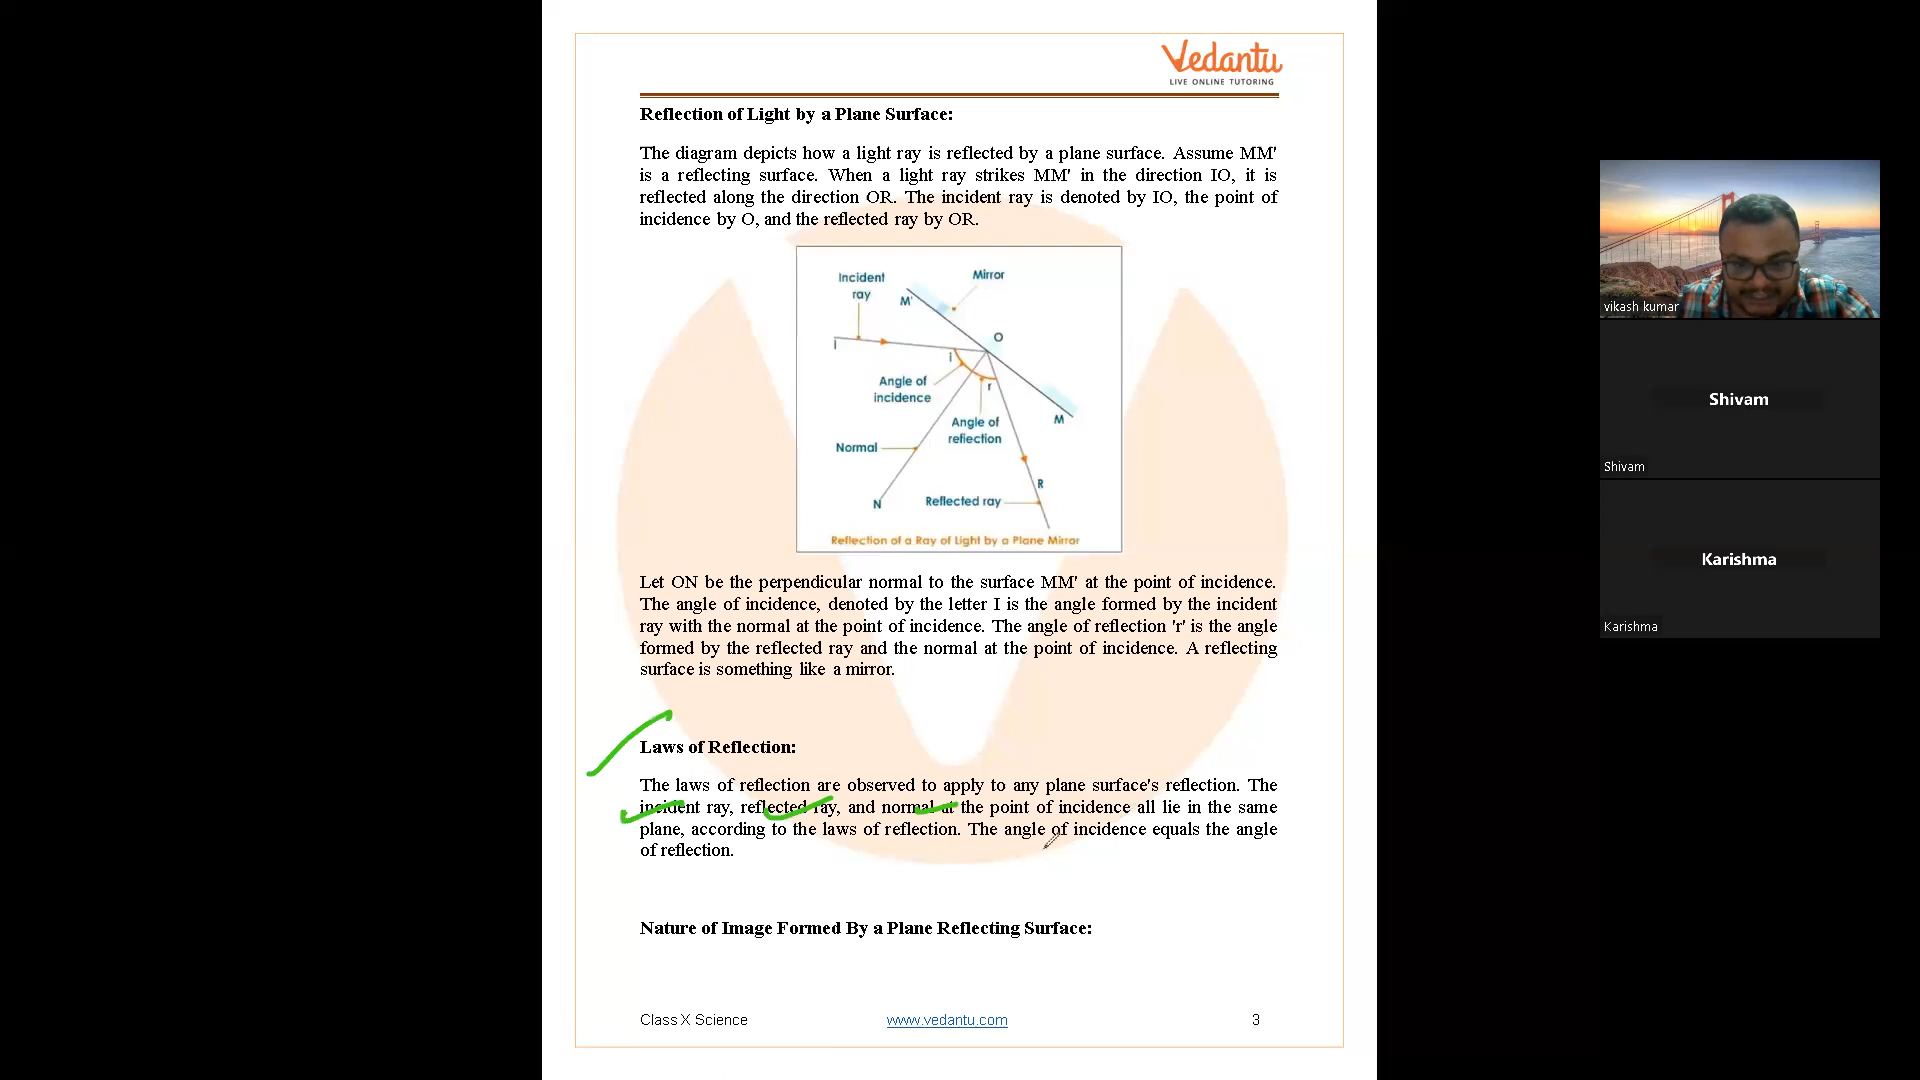 Vedantu
LIVE ONLINE TUTORING
Reflection of Light by a Plane Surface:
The diagram depicts how a light ray is reflected by a plane surface. Assume MM'
is a reflecting surface. When a light ray strikes MM' in the direction IO, it is
reflected along the direction OR. The incident ray is denoted by IO, the point of
incidence by O, and the reflected ray by OR.
Incident
ray
Mirror
M'
O
i
i
Angle of
incidence
r
M
Angle of
reflection
Normal
R
N
Reflected ray
Reflection of a Ray of Light by a Plane Mirror
Let ON be the perpendicular normal to the surface MM' at the point of incidence.
The angle of incidence, denoted by the letter I is the angle formed by the incident
ray with the normal at the point of incidence. The angle of reflection 'r' is the angle
formed by the reflected ray and the normal at the point of incidence. A reflecting
surface is something like a mirror.
Laws of Reflection:
The laws of reflection are observed to apply to any plane surface's reflection. The
incident ray, reflected ray, and normal at the point of incidence all lie in the same
plane, according to the laws of reflection. The angle of incidence equals the angle
of reflection.
Nature of Image Formed By a Plane Reflecting Surface:
Class X Science
www.vedantu.com
3
vikash kumar
Shivam
Shivam
Karishma
Karishma